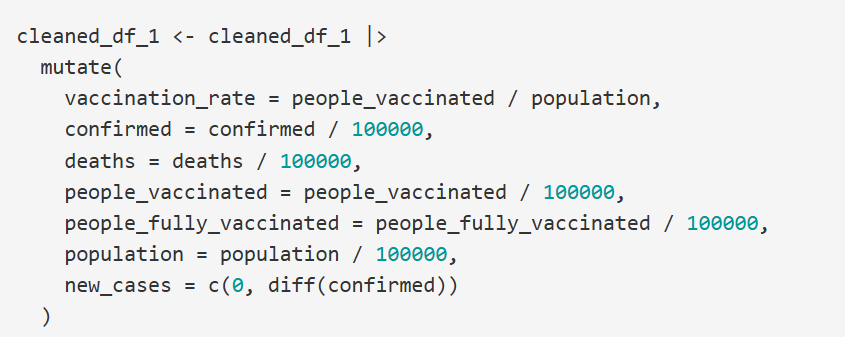 cleaned_df_1 <- cleaned_df_1 |>
  mutate(
    vaccination_rate = people_vaccinated / population,
    confirmed = confirmed / 100000,
    deaths = deaths / 100000,
    people_vaccinated = people_vaccinated / 100000,
    people_fully_vaccinated = people_fully_vaccinated / 100000,
    population = population / 100000,
    new_cases = c(0, diff(confirmed))
  )